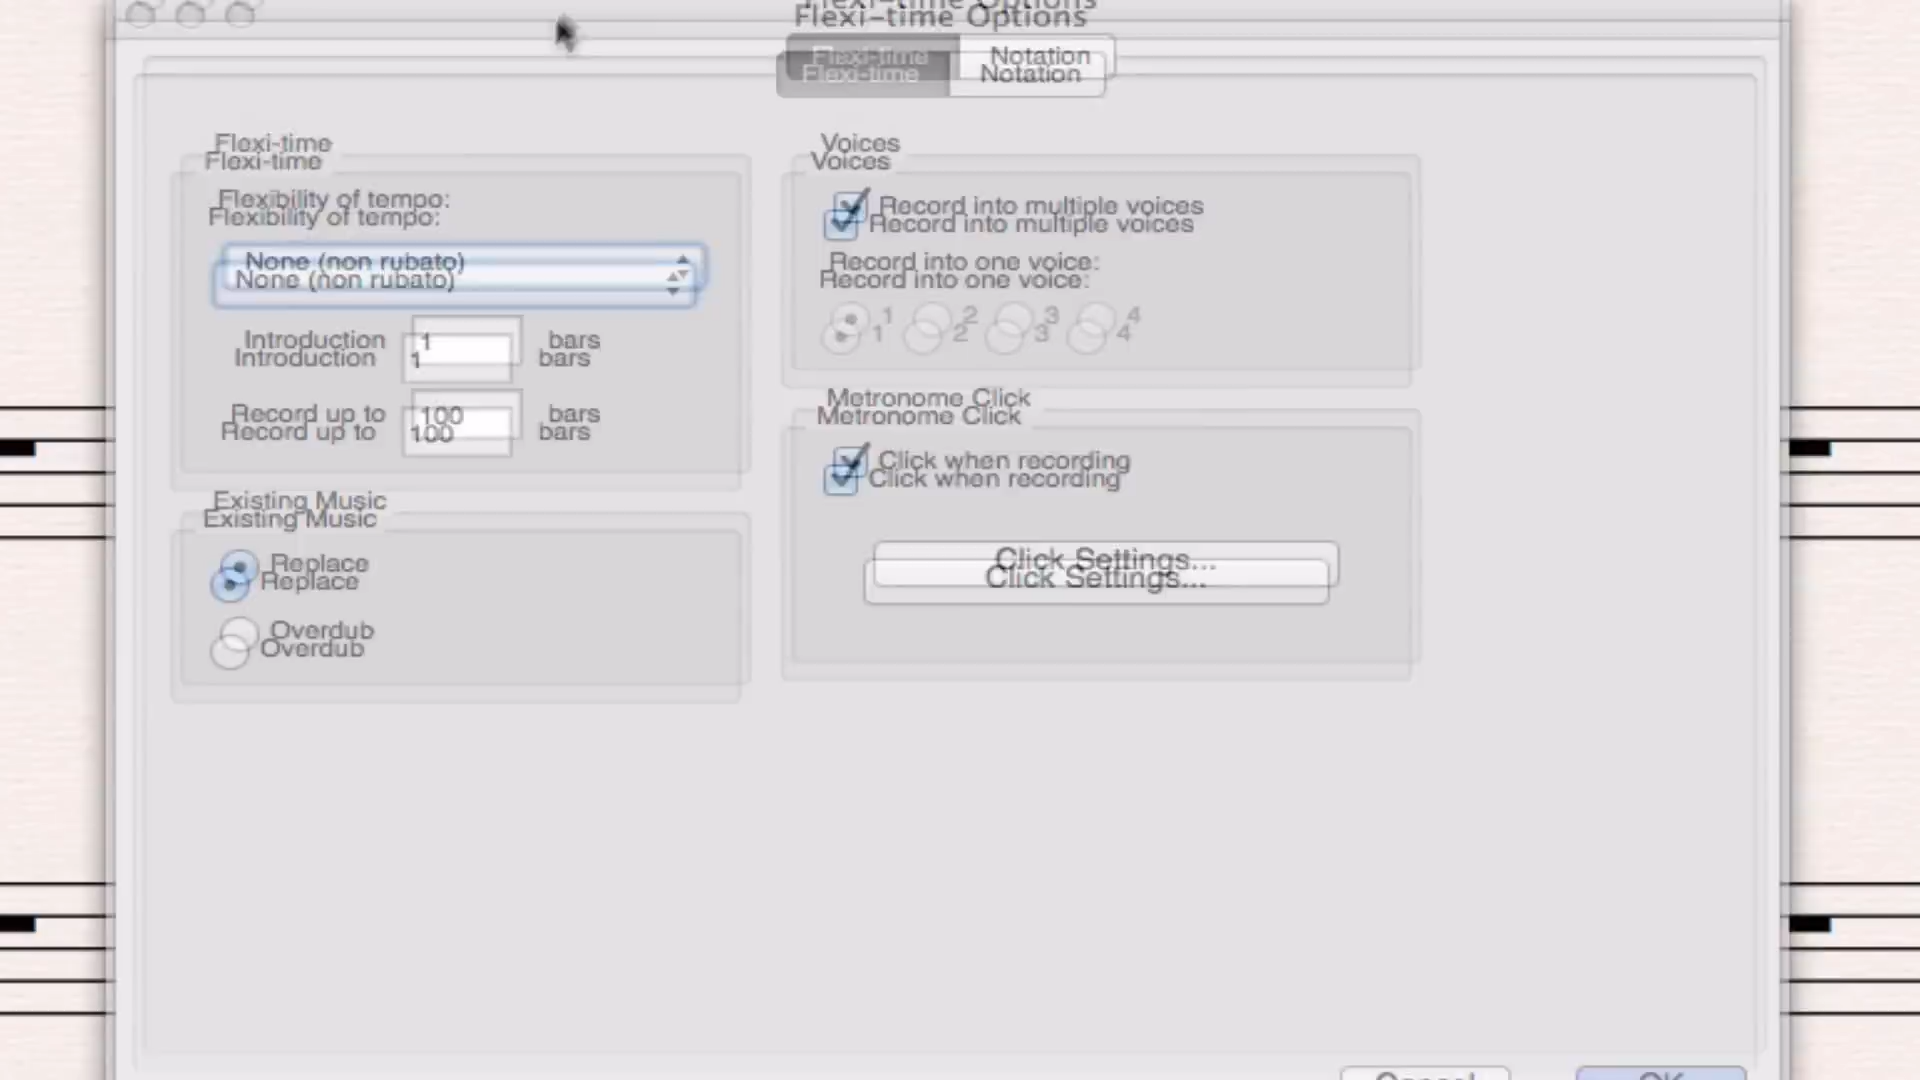 Flexi-time Options
Flexi-time Notation
Flexi-time
Flexibility of tempo:
None (non rubato)
Introduction 1 bars
Record up to 100 bars
Existing Music
Replace
Overdub
Voices
Record into multiple voices
Record into one voice:
1 2 3 4
Metronome Click
Click when recording
Click Settings...
Cancel OK